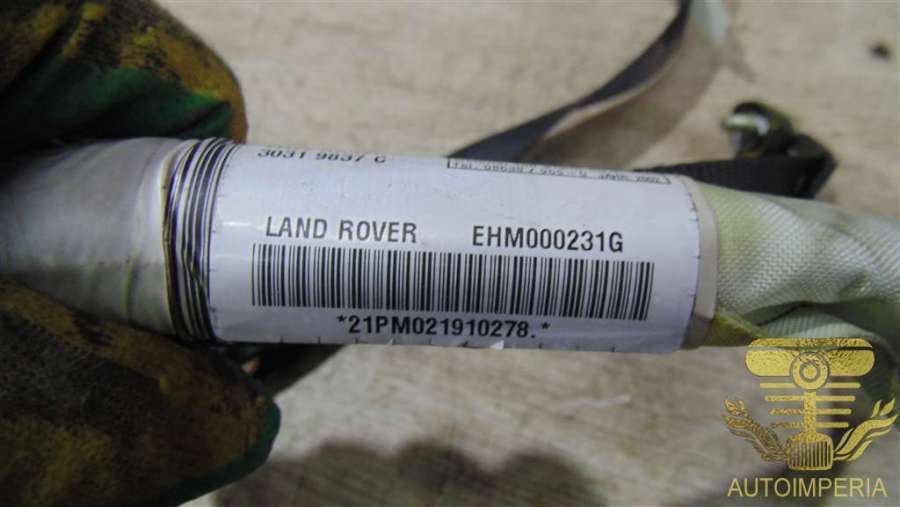 3031 9837 C
LAND ROVER EHM000231G
*21PM021910278.*
AUTOIMPERIA